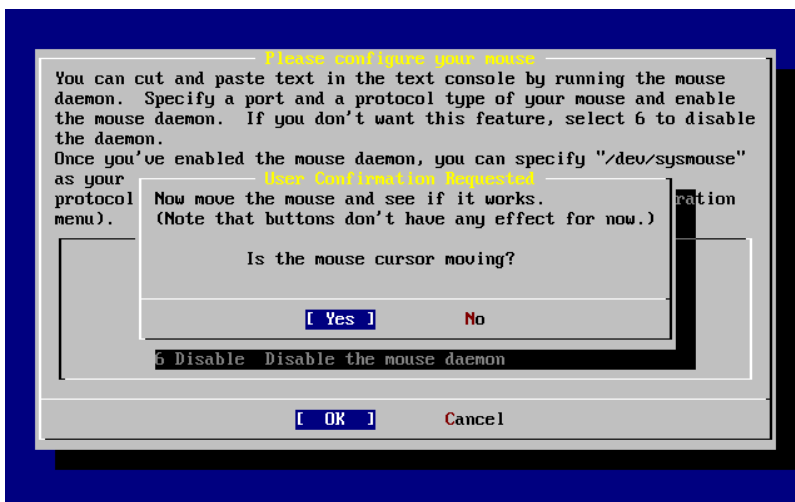 Please configure your mouse
You can cut and paste text in the text console by running the mouse
daemon.  Specify a port and a protocol type of your mouse and enable
the mouse daemon.  If you don't want this feature, select 6 to disable
the daemon.
Once you've enabled the mouse daemon, you can specify "/dev/sysmouse"
as your
User Confirmation Requested
protocol
ration
menu).
Now move the mouse and see if it works.
(Note that buttons don't have any effect for now.)
Is the mouse cursor moving?
[ Yes ] No
6 Disable  Disable the mouse daemon
[ OK ] Cancel